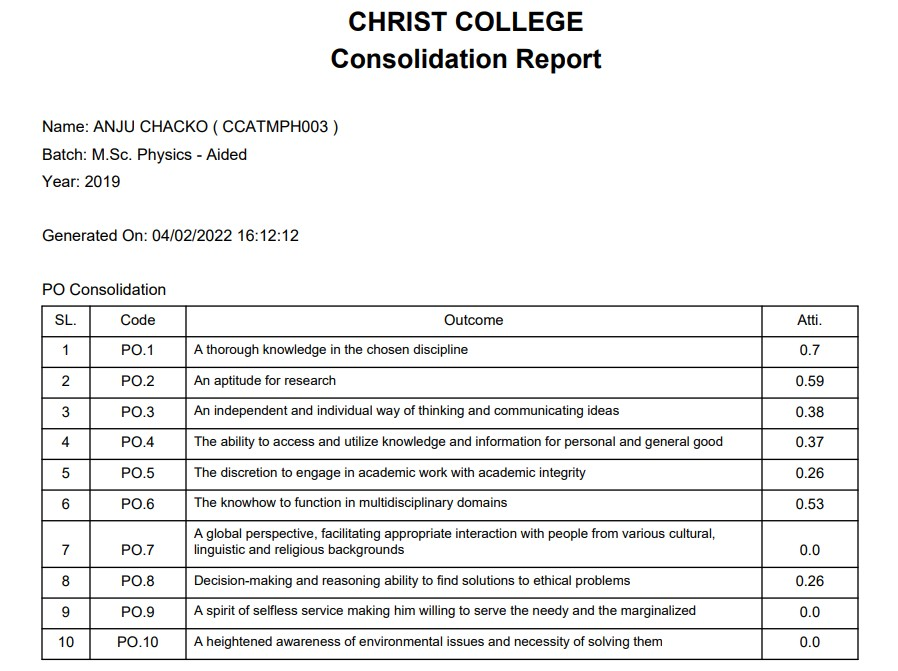 CHRIST COLLEGE
Consolidation Report
Name: ANJU CHACKO ( CCATMPH003 )
Batch: M.Sc. Physics - Aided
Year: 2019
Generated On: 04/02/2022 16:12:12
PO Consolidation
SL. Code Outcome Atti.
1 PO.1 A thorough knowledge in the chosen discipline 0.7
2 PO.2 An aptitude for research 0.59
3 PO.3 An independent and individual way of thinking and communicating ideas 0.38
4 PO.4 The ability to access and utilize knowledge and information for personal and general good 0.37
5 PO.5 The discretion to engage in academic work with academic integrity 0.26
6 PO.6 The knowhow to function in multidisciplinary domains 0.53
A global perspective, facilitating appropriate interaction with people from various cultural,
7 PO.7 linguistic and religious backgrounds 0.0
8 PO.8 Decision-making and reasoning ability to find solutions to ethical problems 0.26
9 PO.9 A spirit of selfless service making him willing to serve the needy and the marginalized 0.0
10 PO.10 A heightened awareness of environmental issues and necessity of solving them 0.0